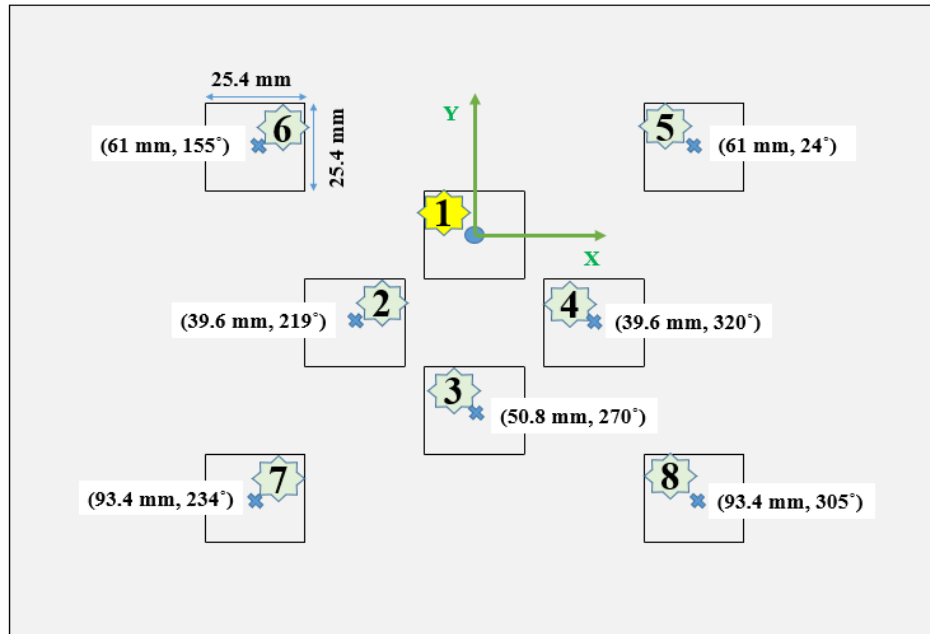 25.4 mm
6
25.4 mm
(61 mm, 155°)
Y
5
(61 mm, 24°)
1
X
2
(39.6 mm, 219°)
4
(39.6 mm, 320°)
3
(50.8 mm, 270°)
7
(93.4 mm, 234°)
8
(93.4 mm, 305°)